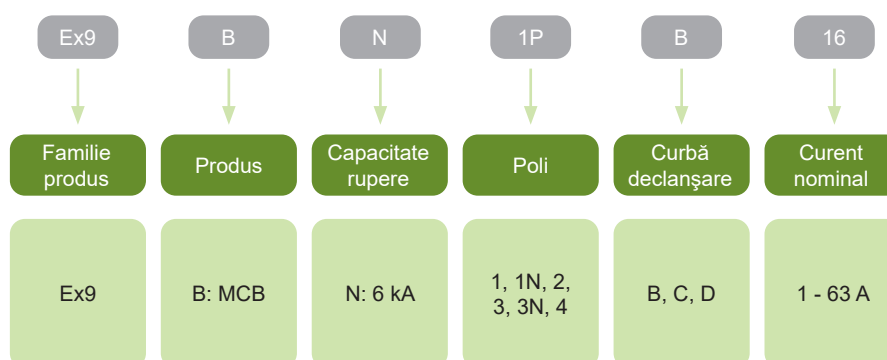 Ex9 B N 1P B 16
Familie
produs
Produs
Capacitate
rupere
Poli
Curbă
declanşare
Curent
nominal
Ex9
B: MCB
N: 6 kA
1, 1N, 2,
3, 3N, 4
B, C, D
1 - 63 A